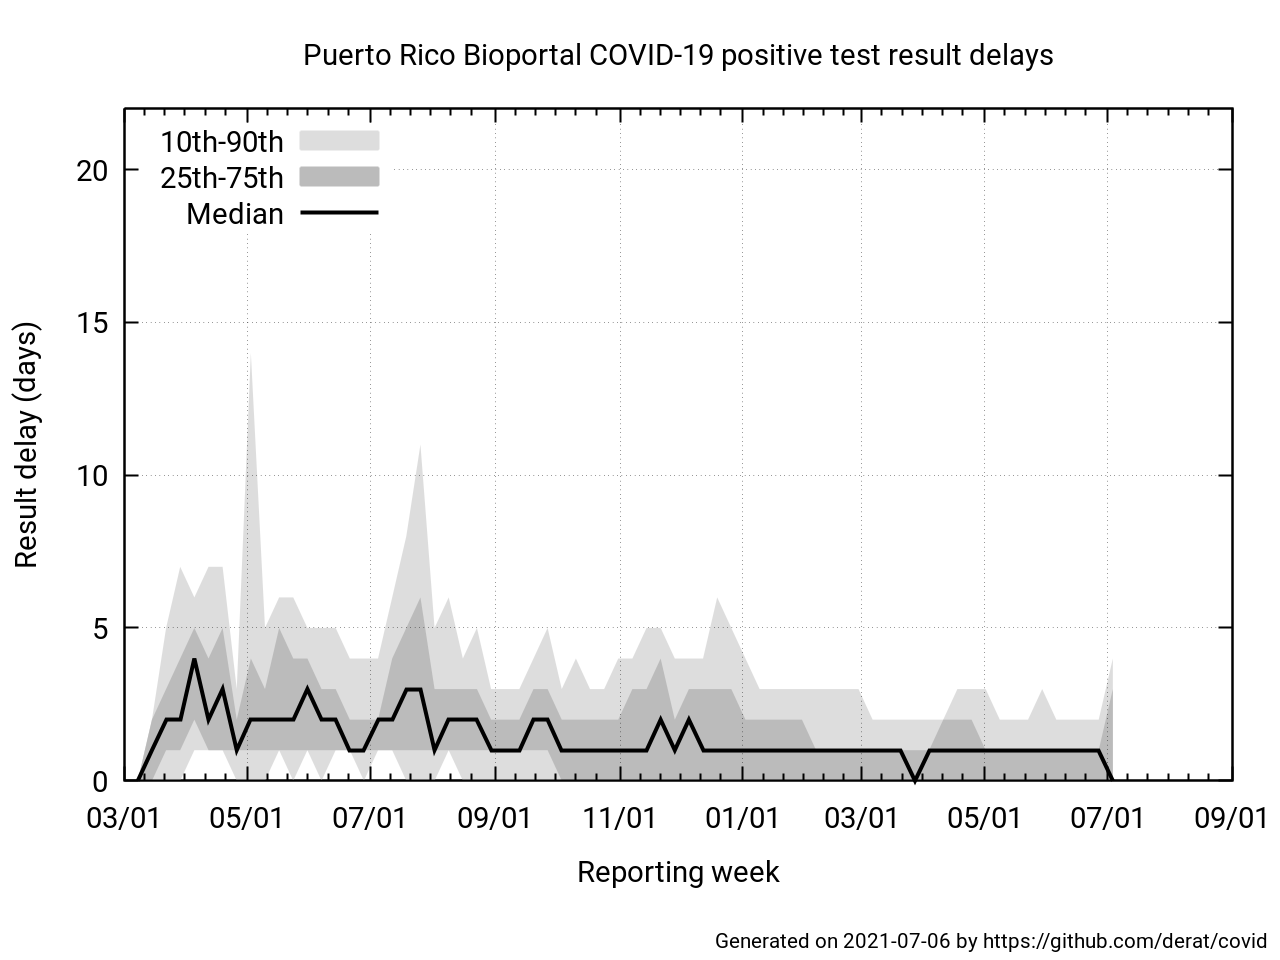 Puerto Rico Bioportal COVID-19 positive test result delays
10th-90th
25th-75th
Median
20
15
10
5
0
Result delay (days)
03/01 05/01 07/01 09/01 11/01 01/01 03/01 05/01 07/01 09/01
Reporting week
Generated on 2021-07-06 by https://github.com/derat/covid